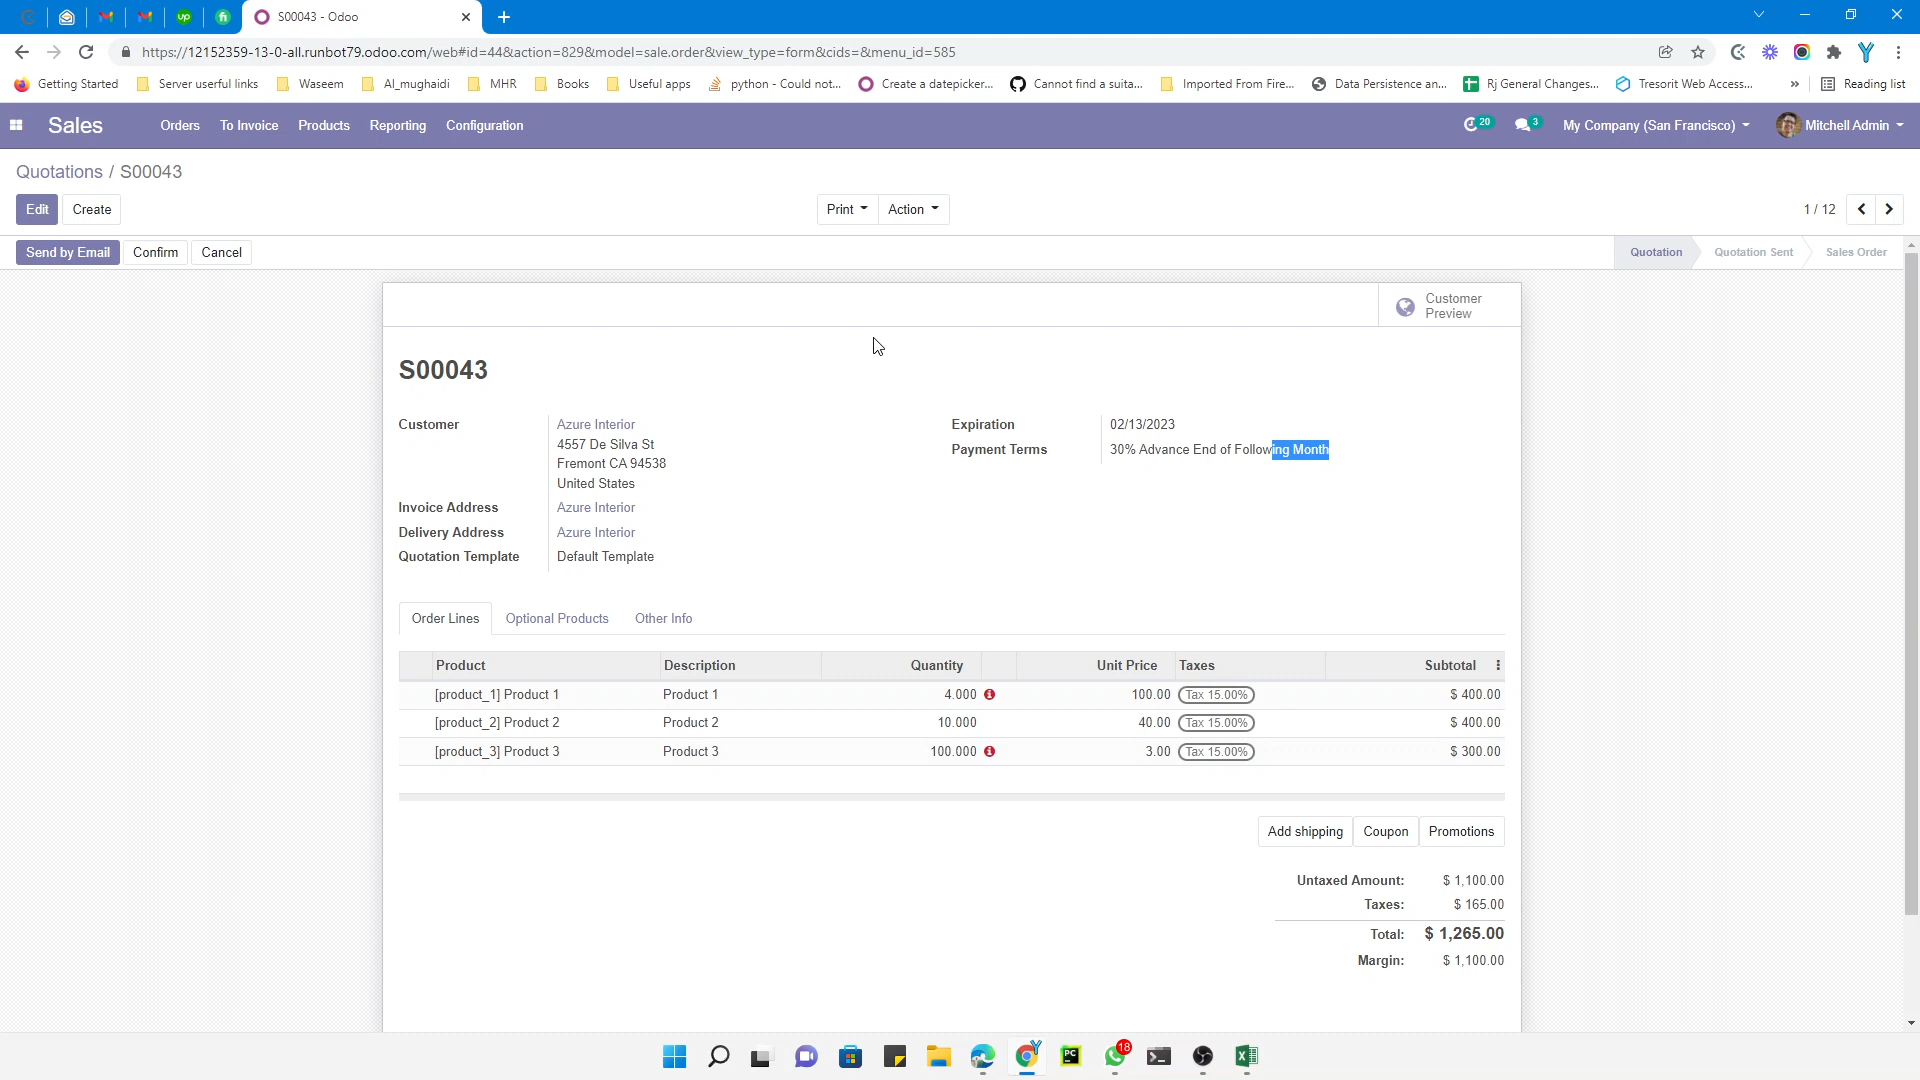 S00043 - Odoo
https://12152359-13-0-all.runbot79.odoo.com/web#id=44&action=829&model=sale.order&view_type=form&cids=&menu_id=585
Getting Started Server userful links Waseem Al_mughaidi MHR Books Useful apps python - Could not... Create a datepicker... Cannot find a suita... Imported From Fire... Data Persistence an... Rj General Changes... Tresorit Web Access... » Reading list
Sales Orders To Invoice Products Reporting Configuration 20 3 My Company (San Francisco) Mitchell Admin
Quotations / S00043
Edit Create Print Action 1 / 12
Send by Email Confirm Cancel Quotation Quotation Sent Sales Order
Customer
Preview
S00043
Customer Azure Interior Expiration 02/13/2023
4557 De Silva St
Payment Terms 30% Advance End of Following Month
Fremont CA 94538
United States
Invoice Address Azure Interior
Delivery Address Azure Interior
Quotation Template Default Template
Order Lines Optional Products Other Info
Product Description Quantity Unit Price Taxes Subtotal
[product_1] Product 1 Product 1 4.000 100.00 Tax 15.00% $ 400.00
[product_2] Product 2 Product 2 10.000 40.00 Tax 15.00% $ 400.00
[product_3] Product 3 Product 3 100.000 3.00 Tax 15.00% $ 300.00
Add shipping Coupon Promotions
Untaxed Amount: $ 1,100.00
Taxes: $ 165.00
Total: $ 1,265.00
Margin: $ 1,100.00
PC 18